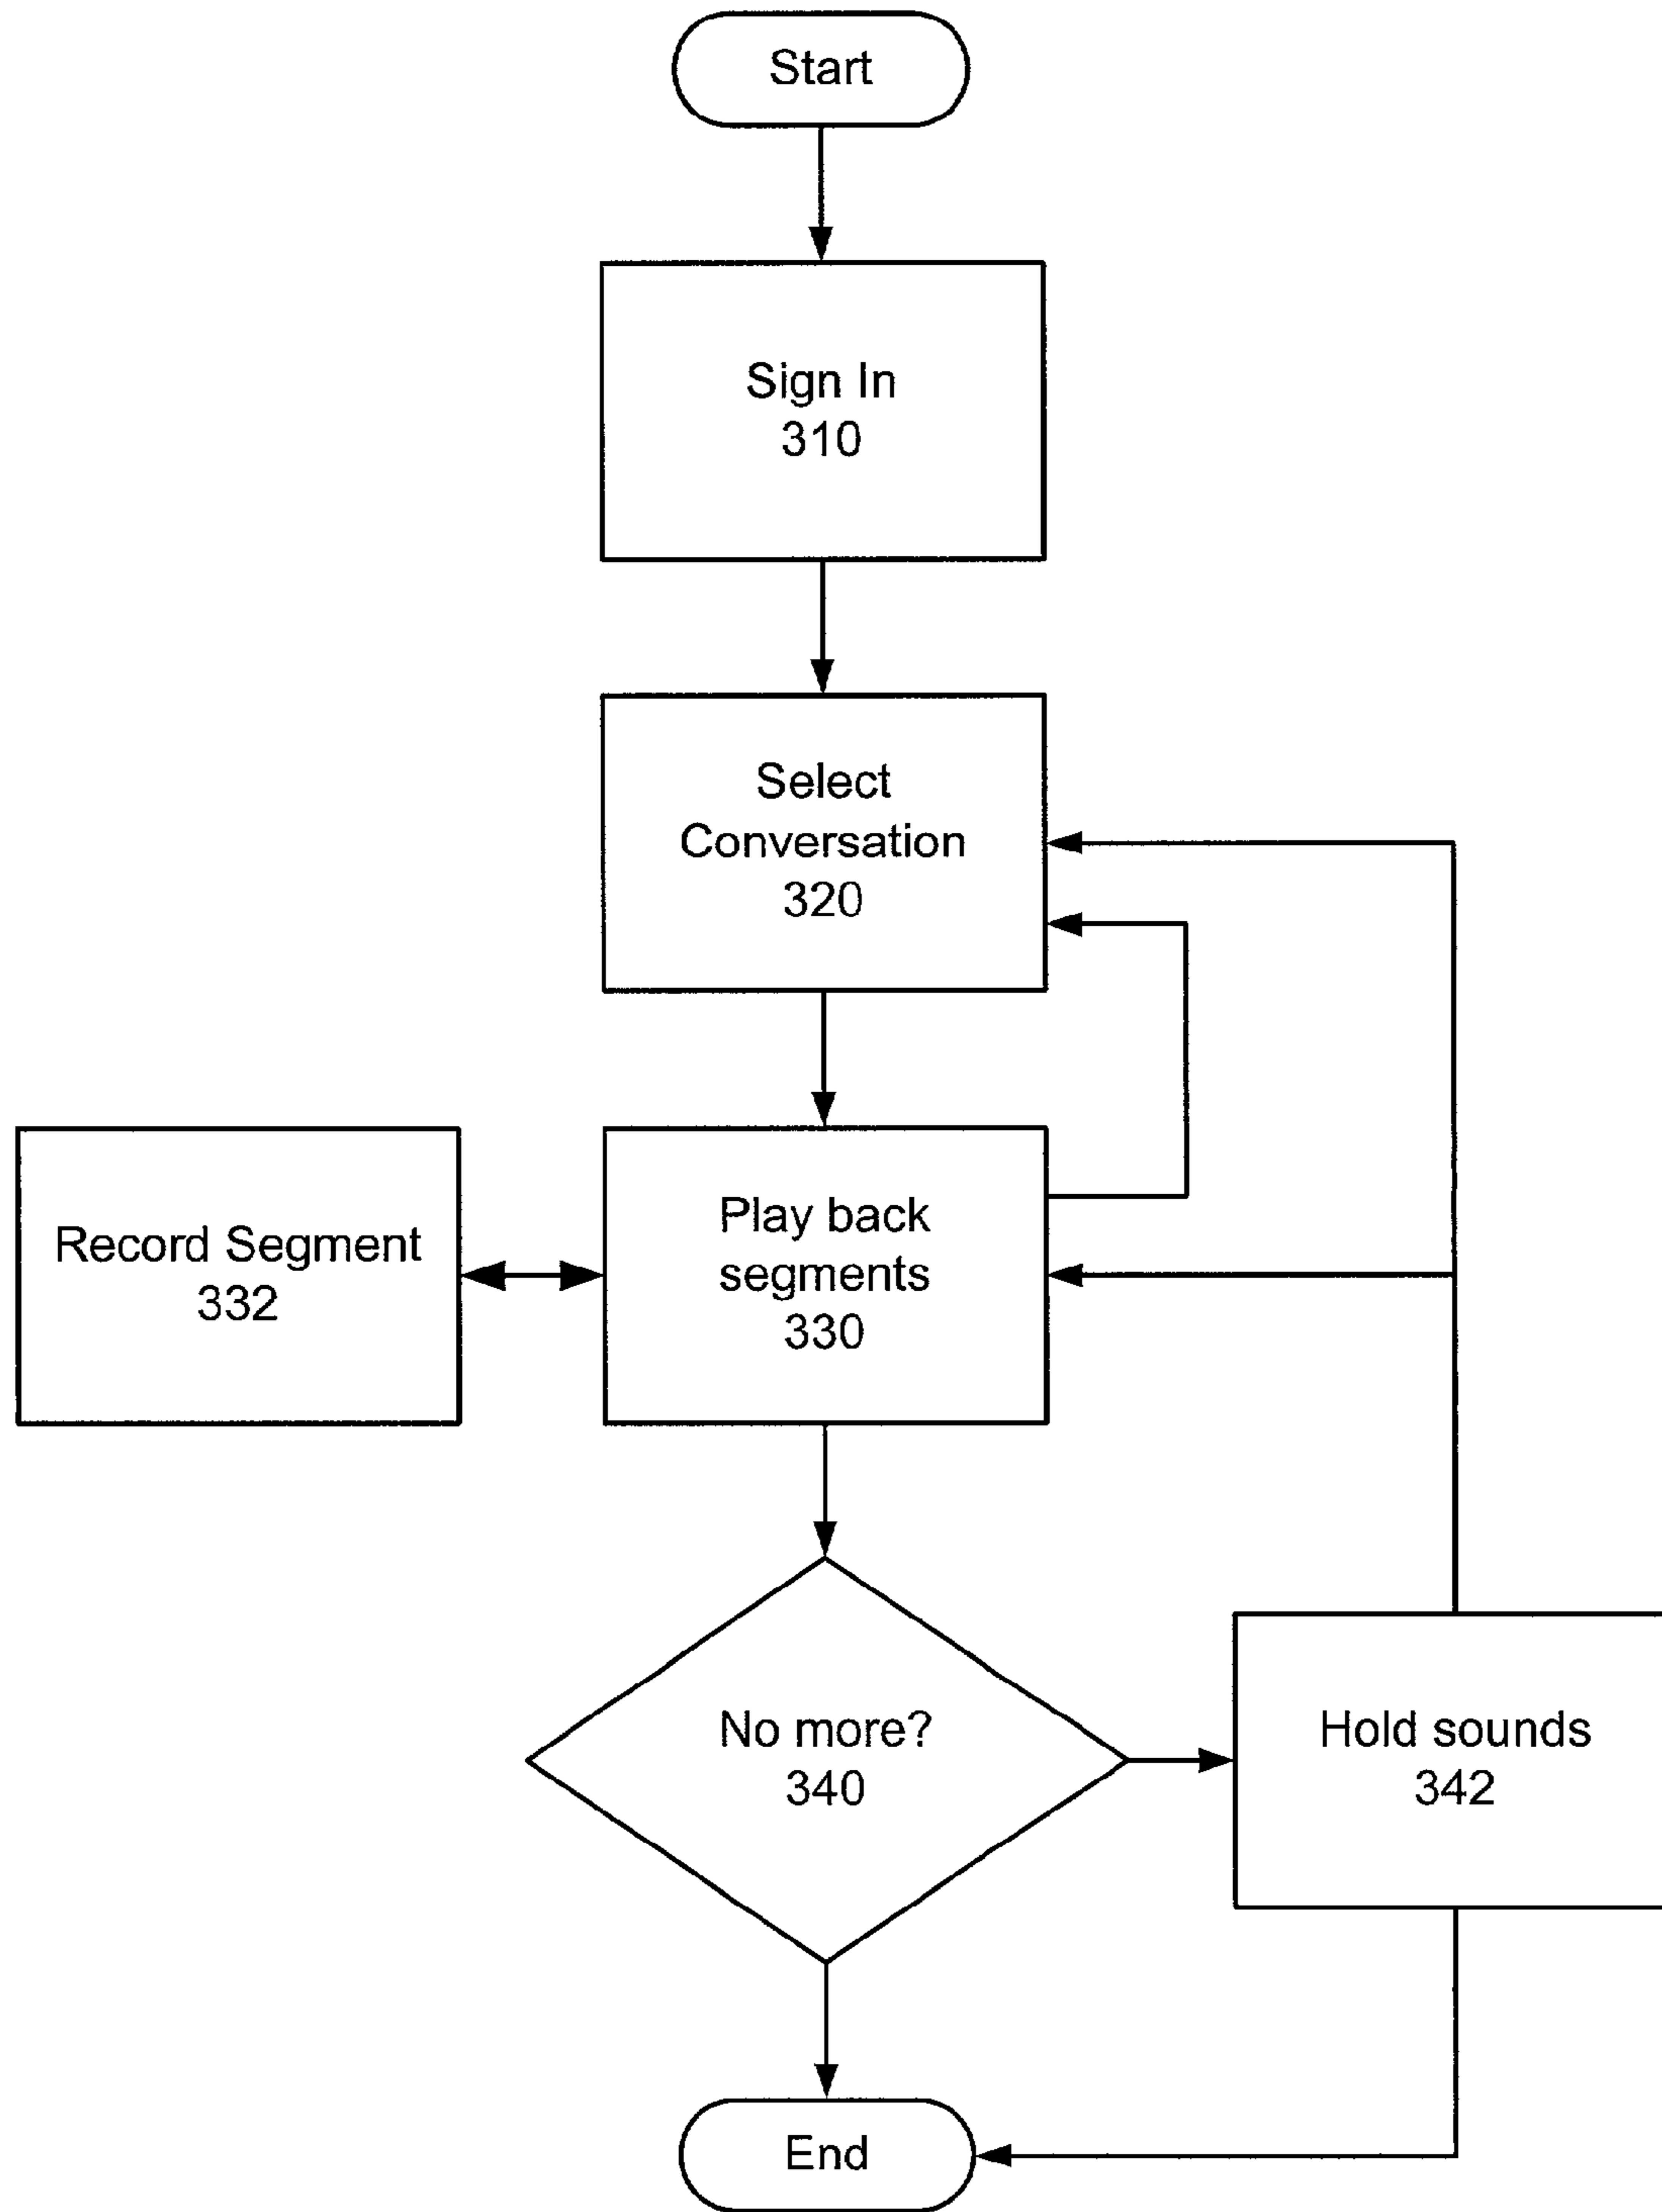 Start
Sign In
310
Select
Conversation
320
Record Segment
332
Play back
segments
330
No more?
340
Hold sounds
342
End